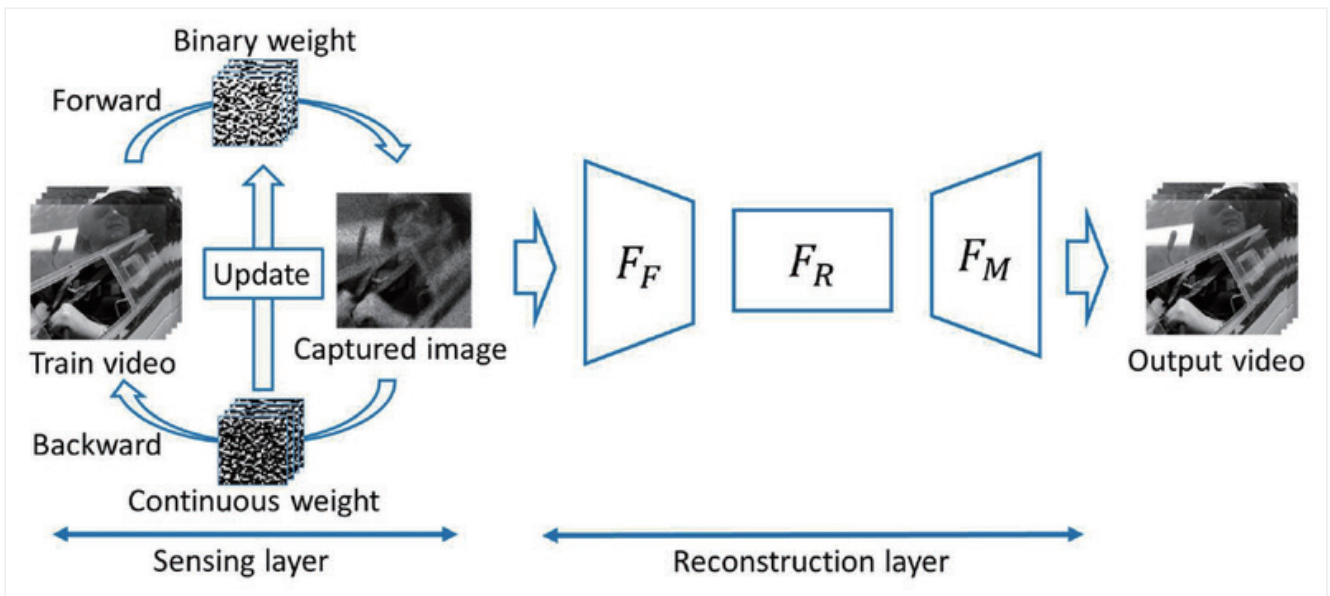 Binary weight
Forward
Update
Train video
Captured image
Backward
Continuous weight
Sensing layer
F_F
F_R
F_M
Reconstruction layer
Output video